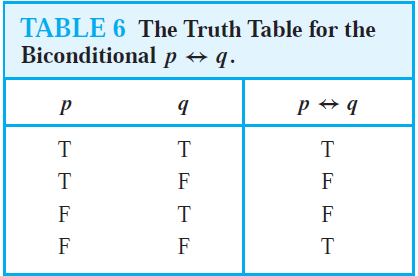 TABLE 6 The Truth Table for the
Biconditional p ↔ q.
p q p ↔ q
T T T
T F F
F T F
F F T